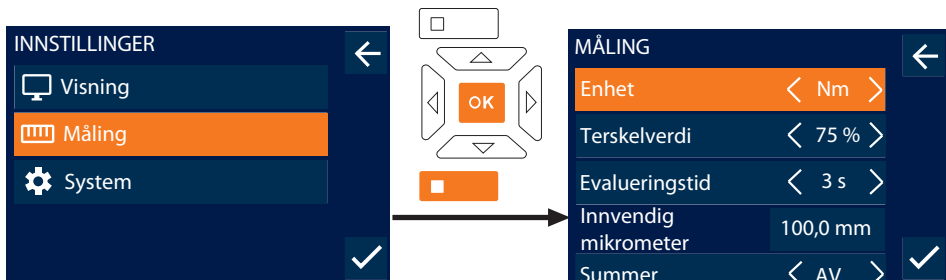 INNSTILLINGER
Visning
Måling
System
OK
MÅLING
Enhet Nm
Terskelverdi 75 %
Evalueringstid 3 s
Innvendig
mikrometer 100,0 mm
Summer AV